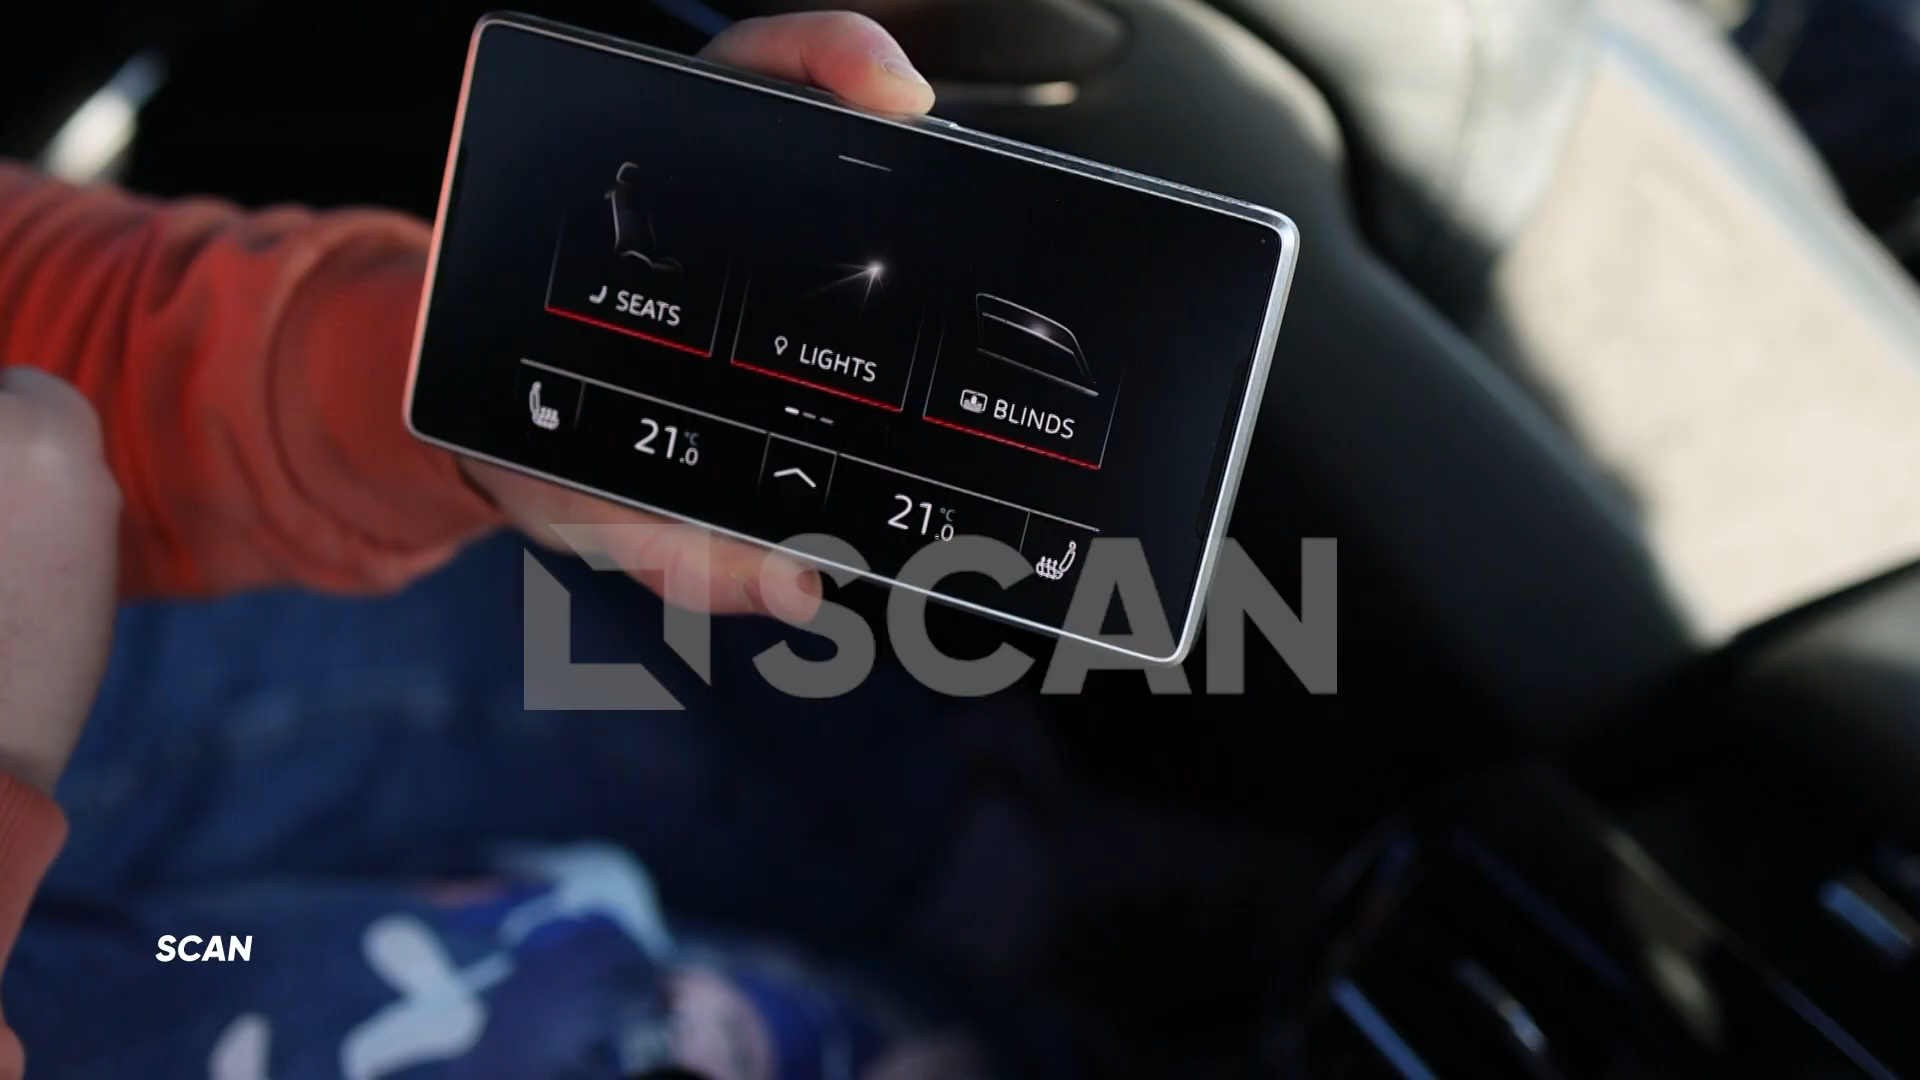 SEATS
LIGHTS
BLINDS
21.0 °C
21.0 °C
SCAN
SCAN